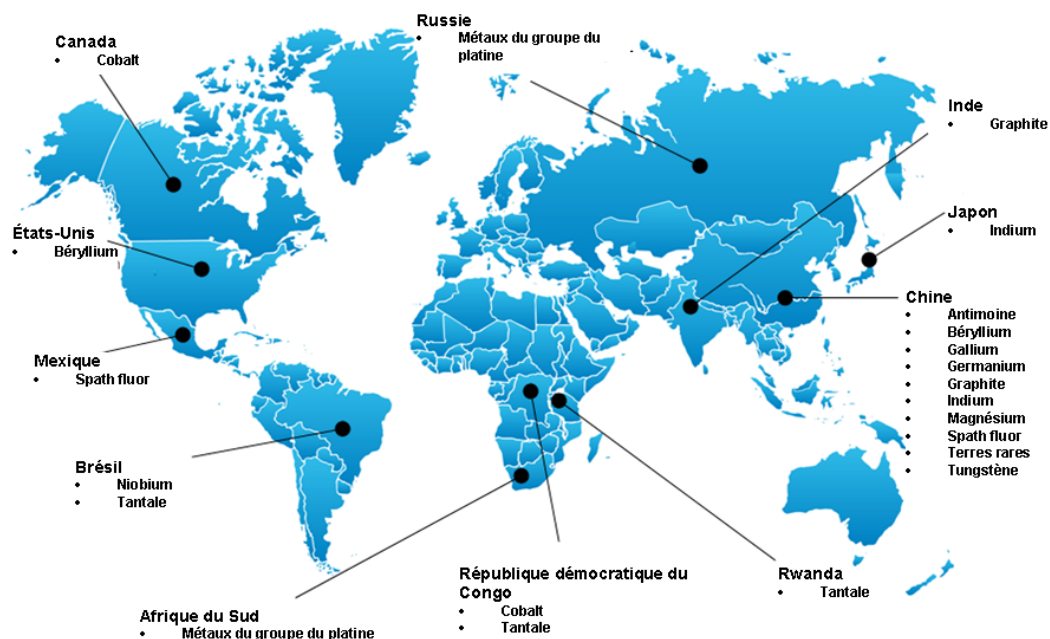 Russie
• Métaux du groupe du
platine
Canada
• Cobalt
Inde
• Graphite
États-Unis
• Béryllium
Japon
• Indium
Chine
• Antimoine
• Béryllium
• Gallium
• Germanium
• Graphite
• Indium
• Magnésium
• Spath fluor
• Terres rares
• Tungstène
Mexique
• Spath fluor
Brésil
• Niobium
• Tantale
Afrique du Sud
• Métaux du groupe du platine
République démocratique du
Congo
• Cobalt
• Tantale
Rwanda
• Tantale